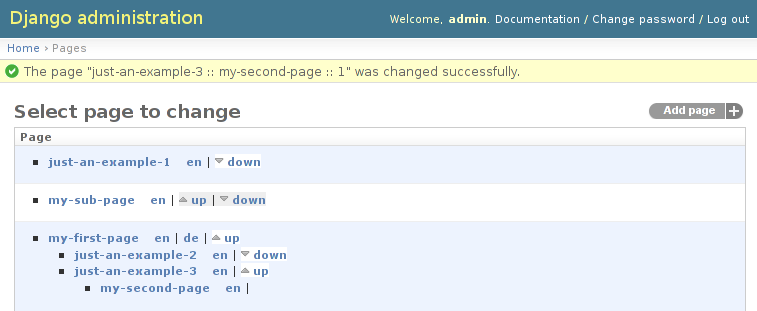 Django administration
Welcome, admin. Documentation / Change password / Log out
Home › Pages
The page "just-an-example-3 :: my-second-page :: 1" was changed successfully.
Select page to change
Add page +
Page
just-an-example-1 en | down
my-sub-page en | up | down
my-first-page en | de | up
just-an-example-2 en | down
just-an-example-3 en | up
my-second-page en |